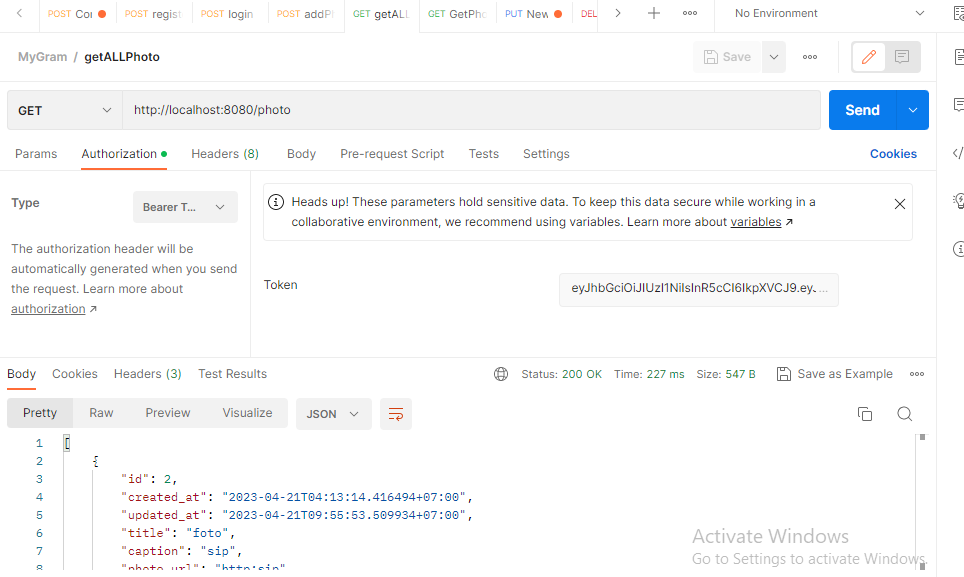 POST Cor POST regist POST login POST addPh GET getALL GET GetPho PUT New DEL No Environment
MyGram / getALLPhoto Save
GET http://localhost:8080/photo Send
Params Authorization Headers (8) Body Pre-request Script Tests Settings Cookies
Type Bearer T...
Heads up! These parameters hold sensitive data. To keep this data secure while working in a
collaborative environment, we recommend using variables. Learn more about variables ↗
The authorization header will be
automatically generated when you send
the request. Learn more about
authorization ↗
Token eyJhbGciOiJIUzI1NiIsInR5cCI6IkpXVCJ9.ey...
Body Cookies Headers (3) Test Results Status: 200 OK Time: 227 ms Size: 547 B Save as Example
Pretty Raw Preview Visualize JSON
1 [
2 {
3 "id": 2,
4 "created_at": "2023-04-21T04:13:14.416494+07:00",
5 "updated_at": "2023-04-21T09:55:53.509934+07:00",
6 "title": "foto",
7 "caption": "sip",
8 "photo_url": "http:sip"
Activate Windows
Go to Settings to activate Windows.